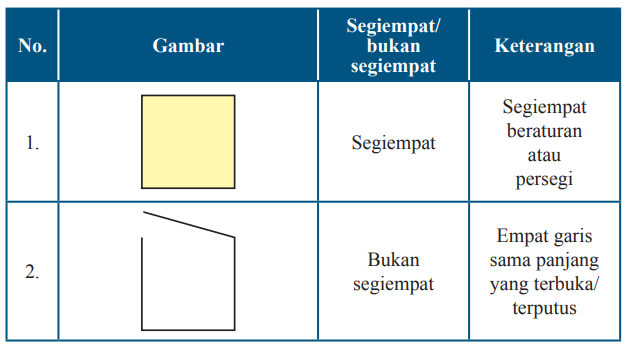 No.
Gambar
Segiempat/
bukan
segiempat
Keterangan
1.
Segiempat
Segiempat
beraturan
atau
persegi
2.
Bukan
segiempat
Empat garis
sama panjang
yang terbuka/
terputus